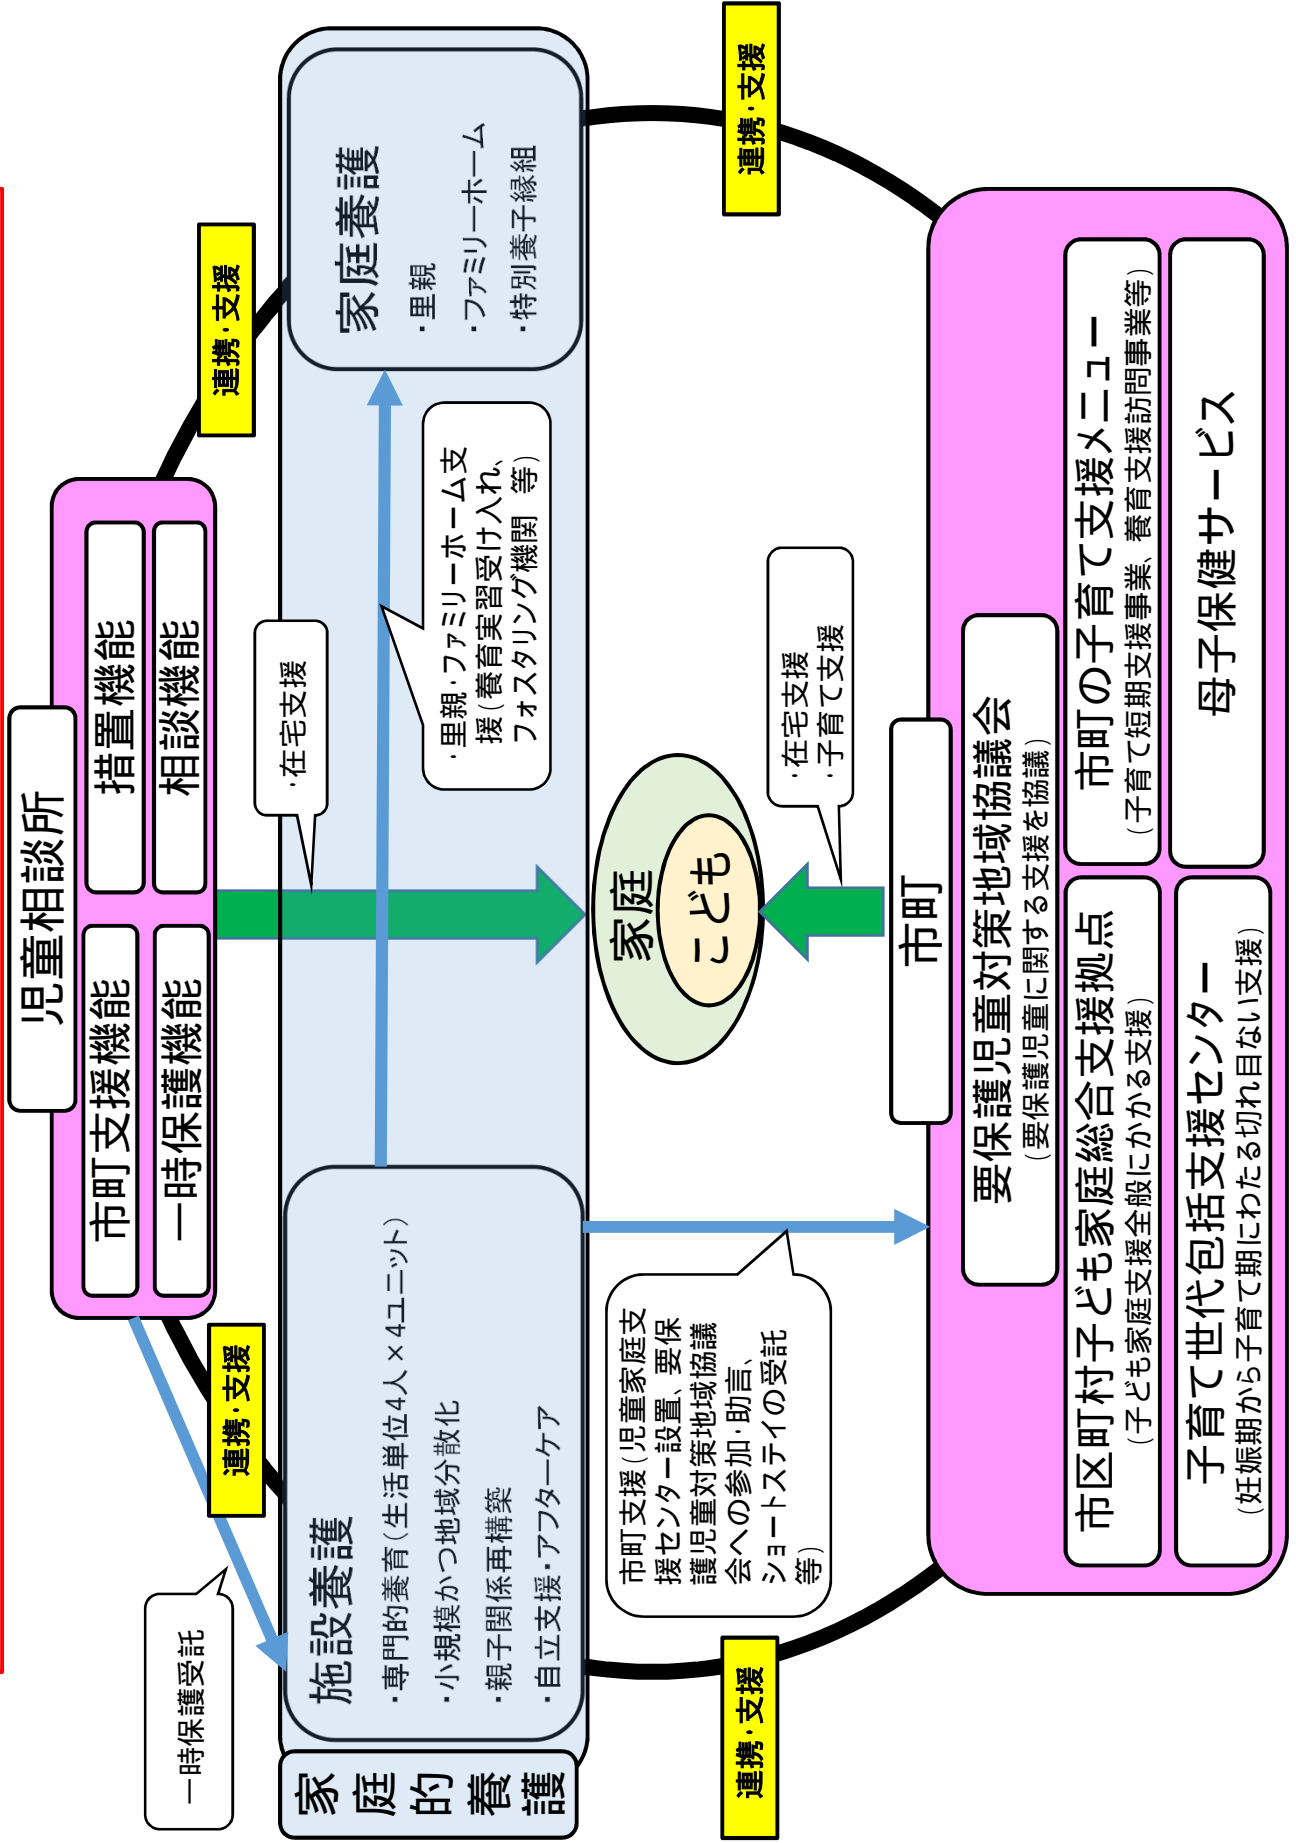 児童相談所
市町支援機能
措置機能
一時保護機能
相談機能
連携・支援
連携・支援
一時保護受託
・在宅支援
家庭的養護
施設養護
・専門的養育（生活単位4人×4ユニット）
・小規模かつ地域分散化
・親子関係再構築
・自立支援・アフターケア
家庭養護
・里親
・ファミリーホーム
・特別養子縁組
・里親・ファミリーホーム支
援（養育実習受け入れ、
フォスタリング機関　等）
家庭
こども
市町支援（児童家庭支
援センター設置、要保
護児童対策地域協議
会への参加・助言、
ショートステイの受託
等）
・在宅支援
・子育て支援
連携・支援
連携・支援
市町
要保護児童対策地域協議会
（要保護児童に関する支援を協議）
市区町村子ども家庭総合支援拠点
（子ども家庭支援全般にかかる支援）
市町の子育て支援メニュー
（子育て短期支援事業、養育支援訪問事業等）
子育て世代包括支援センター
（妊娠期から子育て期にわたる切れ目ない支援）
母子保健サービス